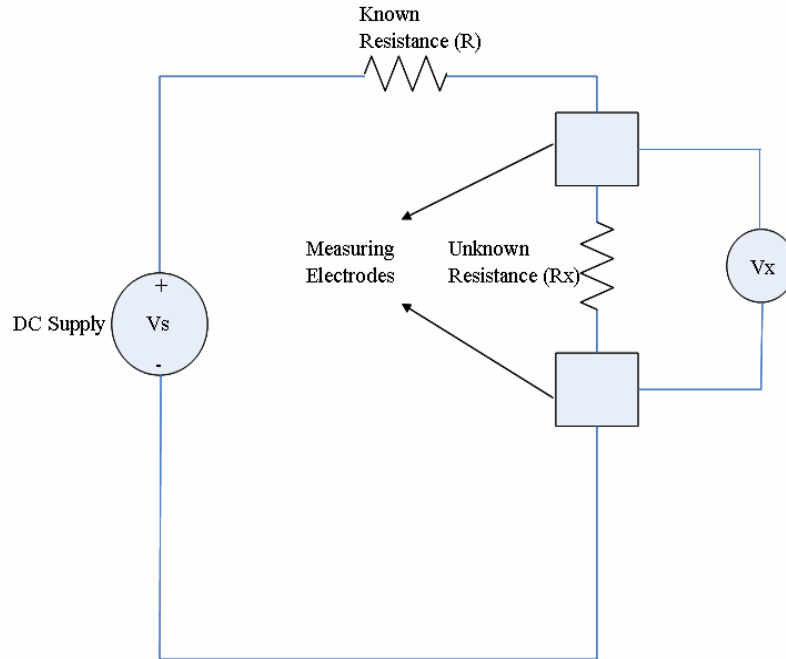 Known
Resistance (R)
Measuring
Electrodes
Unknown
Resistance (Rx)
Vx
+
DC Supply
Vs
-